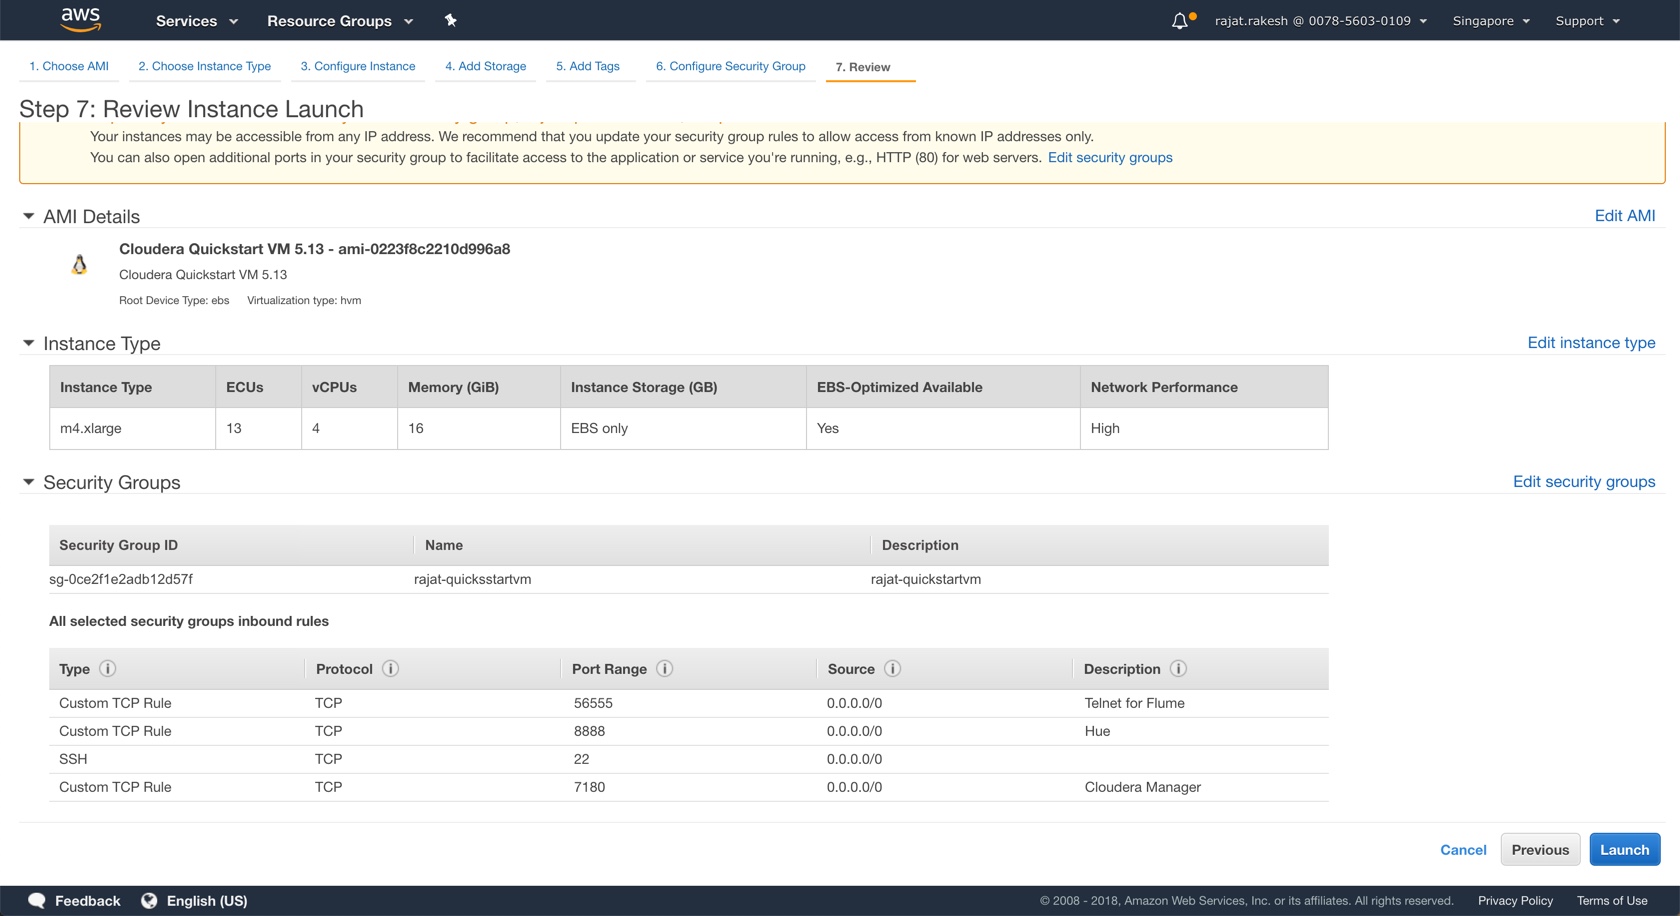 aws Services Resource Groups rajat.rakesh @ 0078-5603-0109 Singapore Support
1. Choose AMI 2. Choose Instance Type 3. Configure Instance 4. Add Storage 5. Add Tags 6. Configure Security Group 7. Review
Step 7: Review Instance Launch
Your instances may be accessible from any IP address. We recommend that you update your security group rules to allow access from known IP addresses only.
You can also open additional ports in your security group to facilitate access to the application or service you're running, e.g., HTTP (80) for web servers. Edit security groups
AMI Details Edit AMI
Cloudera Quickstart VM 5.13 - ami-0223f8c2210d996a8
Cloudera Quickstart VM 5.13
Root Device Type: ebs Virtualization type: hvm
Instance Type Edit instance type
Instance Type ECUs vCPUs Memory (GiB) Instance Storage (GB) EBS-Optimized Available Network Performance
m4.xlarge 13 4 16 EBS only Yes High
Security Groups Edit security groups
Security Group ID Name Description
sg-0ce2f1e2adb12d57f rajat-quicksstartvm rajat-quickstartvm
All selected security groups inbound rules
Type i Protocol i Port Range i Source i Description i
Custom TCP Rule TCP 56555 0.0.0.0/0 Telnet for Flume
Custom TCP Rule TCP 8888 0.0.0.0/0 Hue
SSH TCP 22 0.0.0.0/0
Custom TCP Rule TCP 7180 0.0.0.0/0 Cloudera Manager
Cancel Previous Launch
Feedback English (US) © 2008 - 2018, Amazon Web Services, Inc. or its affiliates. All rights reserved. Privacy Policy Terms of Use